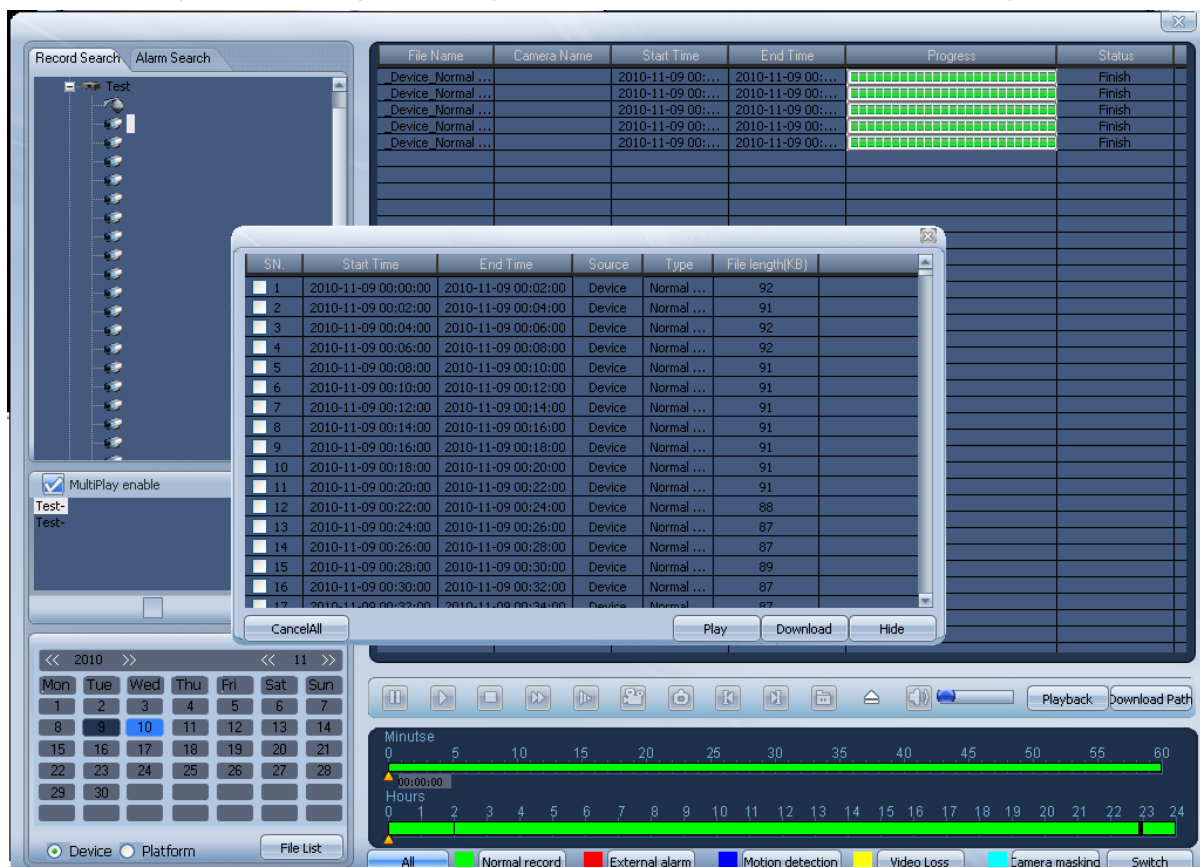 Record Search Alarm Search
Test
File Name Camera Name Start Time End Time Progress Status
_Device_Normal ... 2010-11-09 00:... 2010-11-09 00:... Finish
_Device_Normal ... 2010-11-09 00:... 2010-11-09 00:... Finish
_Device_Normal ... 2010-11-09 00:... 2010-11-09 00:... Finish
_Device_Normal ... 2010-11-09 00:... 2010-11-09 00:... Finish
_Device_Normal ... 2010-11-09 00:... 2010-11-09 00:... Finish
SN. Start Time End Time Source Type File length(KB)
1 2010-11-09 00:00:00 2010-11-09 00:02:00 Device Normal ... 92
2 2010-11-09 00:02:00 2010-11-09 00:04:00 Device Normal ... 91
3 2010-11-09 00:04:00 2010-11-09 00:06:00 Device Normal ... 92
4 2010-11-09 00:06:00 2010-11-09 00:08:00 Device Normal ... 92
5 2010-11-09 00:08:00 2010-11-09 00:10:00 Device Normal ... 91
6 2010-11-09 00:10:00 2010-11-09 00:12:00 Device Normal ... 91
7 2010-11-09 00:12:00 2010-11-09 00:14:00 Device Normal ... 91
8 2010-11-09 00:14:00 2010-11-09 00:16:00 Device Normal ... 91
9 2010-11-09 00:16:00 2010-11-09 00:18:00 Device Normal ... 91
10 2010-11-09 00:18:00 2010-11-09 00:20:00 Device Normal ... 91
11 2010-11-09 00:20:00 2010-11-09 00:22:00 Device Normal ... 91
12 2010-11-09 00:22:00 2010-11-09 00:24:00 Device Normal ... 88
13 2010-11-09 00:24:00 2010-11-09 00:26:00 Device Normal ... 87
14 2010-11-09 00:26:00 2010-11-09 00:28:00 Device Normal ... 87
15 2010-11-09 00:28:00 2010-11-09 00:30:00 Device Normal ... 89
16 2010-11-09 00:30:00 2010-11-09 00:32:00 Device Normal ... 87
17 2010-11-09 00:32:00 2010-11-09 00:34:00 Device Normal 87
CancelAll Play Download Hide
MultiPlay enable
Test-
Test-
2010 11
Mon Tue Wed Thu Fri Sat Sun
1 2 3 4 5 6 7
8 9 10 11 12 13 14
15 16 17 18 19 20 21
22 23 24 25 26 27 28
29 30
Device Platform File List
Playback Download Path
Minutse
0 5 10 15 20 25 30 35 40 45 50 55 60
00:00:00
Hours
0 1 2 3 4 5 6 7 8 9 10 11 12 13 14 15 16 17 18 19 20 21 22 23 24
All Normal record External alarm Motion detection Video Loss Camera masking Switch